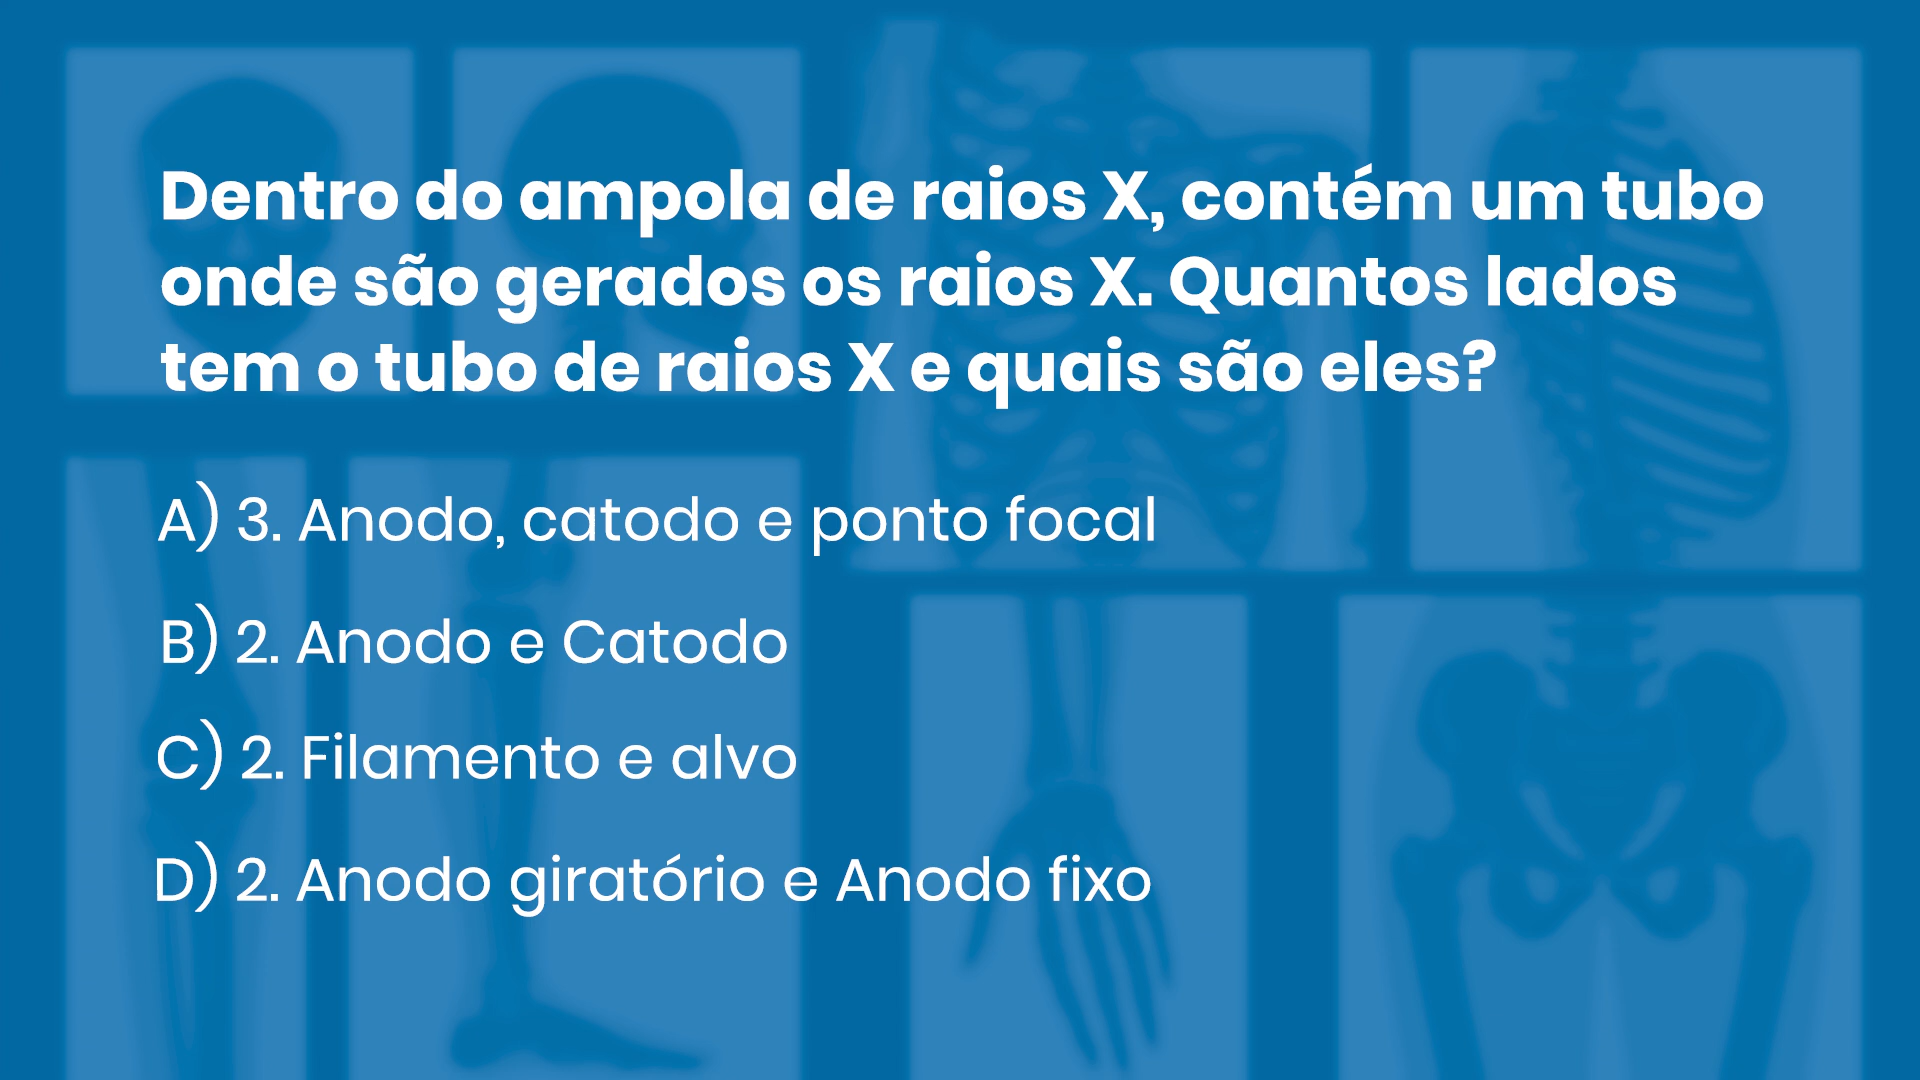 Dentro do ampola de raios X, contém um tubo
onde são gerados os raios X. Quantos lados
tem o tubo de raios X e quais são eles?
A) 3. Anodo, catodo e ponto focal
B) 2. Anodo e Catodo
C) 2. Filamento e alvo
D) 2. Anodo giratório e Anodo fixo